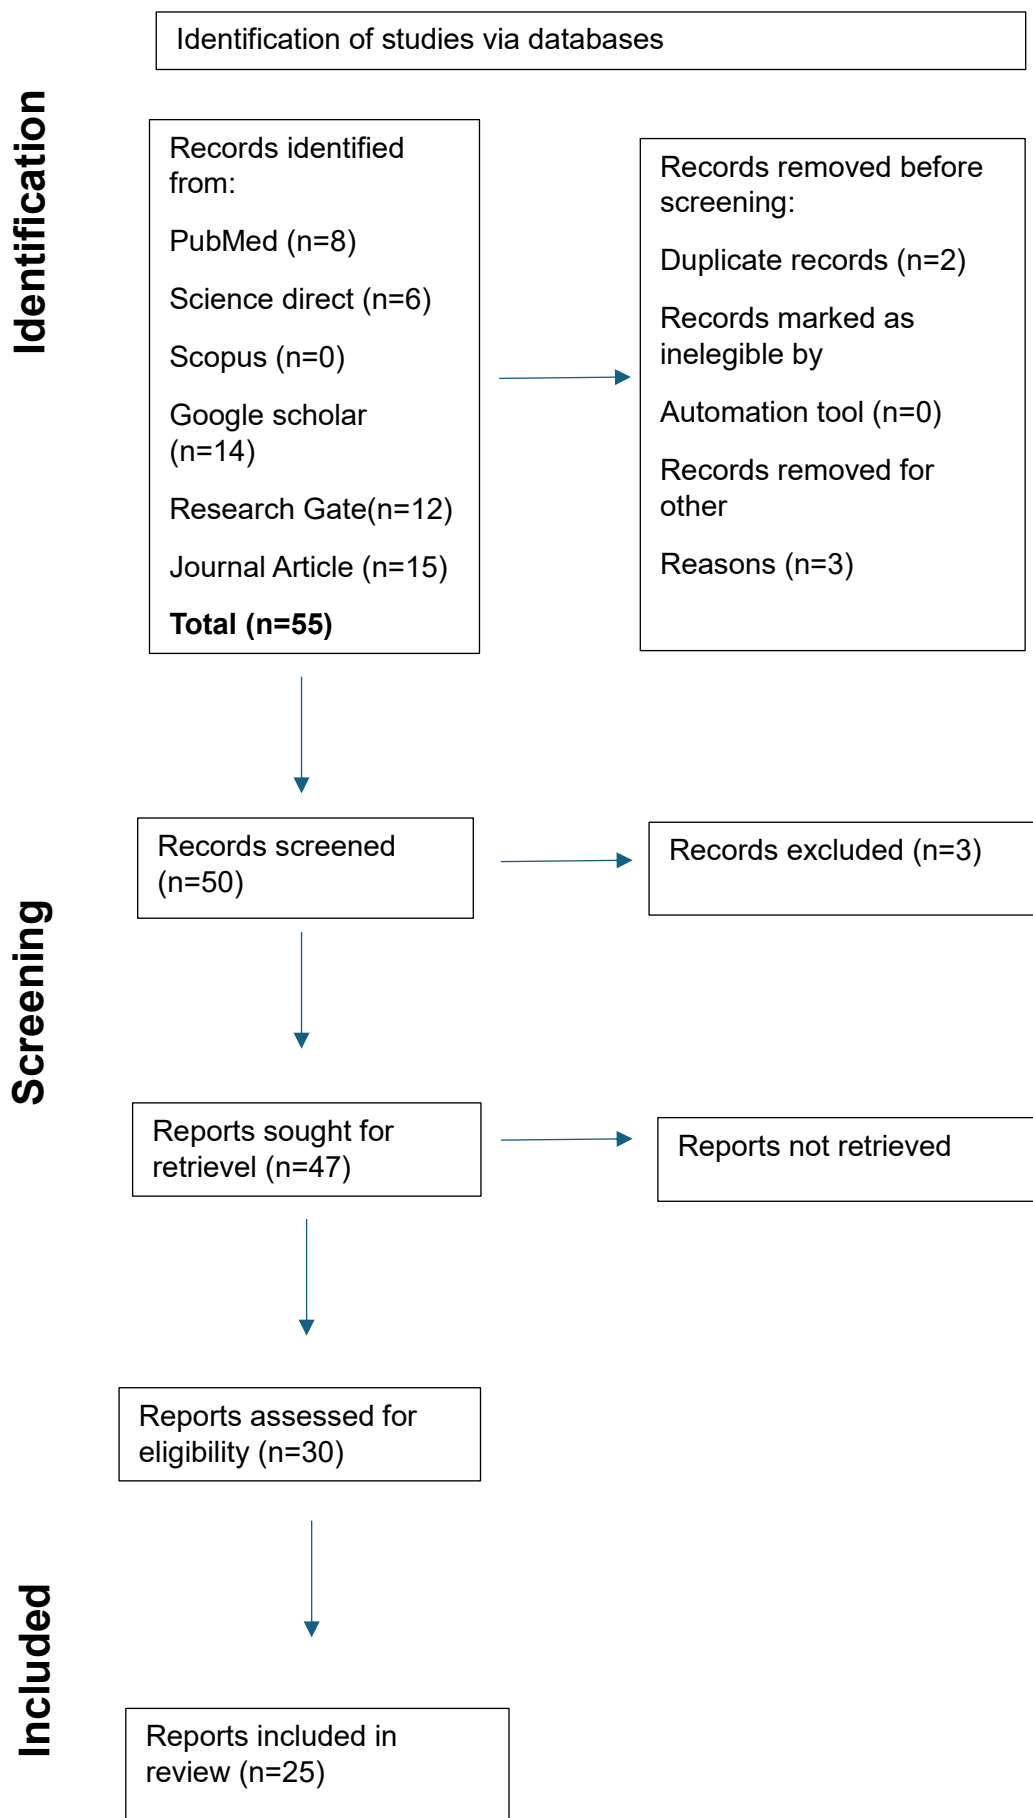 Identification of studies via databases
Identification
Records identified
from:
PubMed (n=8)
Science direct (n=6)
Scopus (n=0)
Google scholar
(n=14)
Research Gate(n=12)
Journal Article (n=15)
Total (n=55)
Records removed before
screening:
Duplicate records (n=2)
Records marked as
inelegible by
Automation tool (n=0)
Records removed for
other
Reasons (n=3)
Screening
Records screened
(n=50)
Records excluded (n=3)
Reports sought for
retrievel (n=47)
Reports not retrieved
Reports assessed for
eligibility (n=30)
Included
Reports included in
review (n=25)